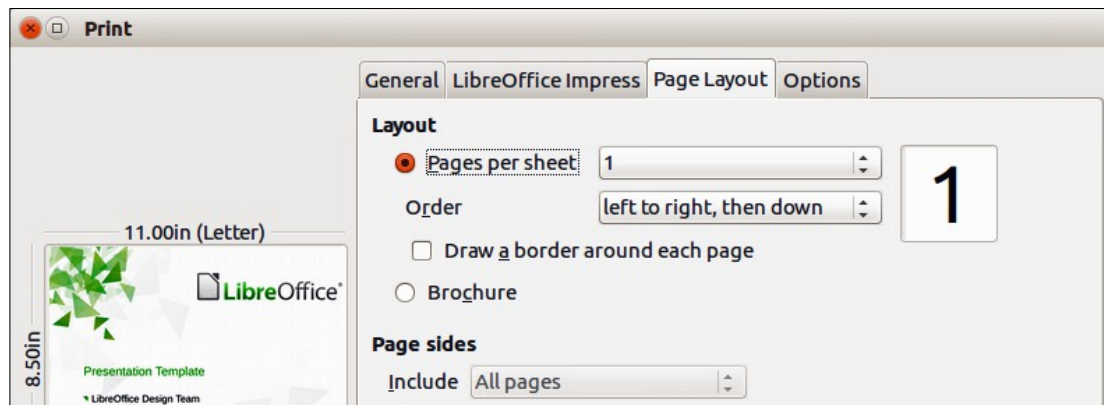 Print
General LibreOffice Impress Page Layout Options
Layout
Pages per sheet 1
1
Order left to right, then down
Draw a border around each page
Brochure
Page sides
Include All pages
11.00in (Letter)
8.50in
LibreOffice
Presentation Template
LibreOffice Design Team